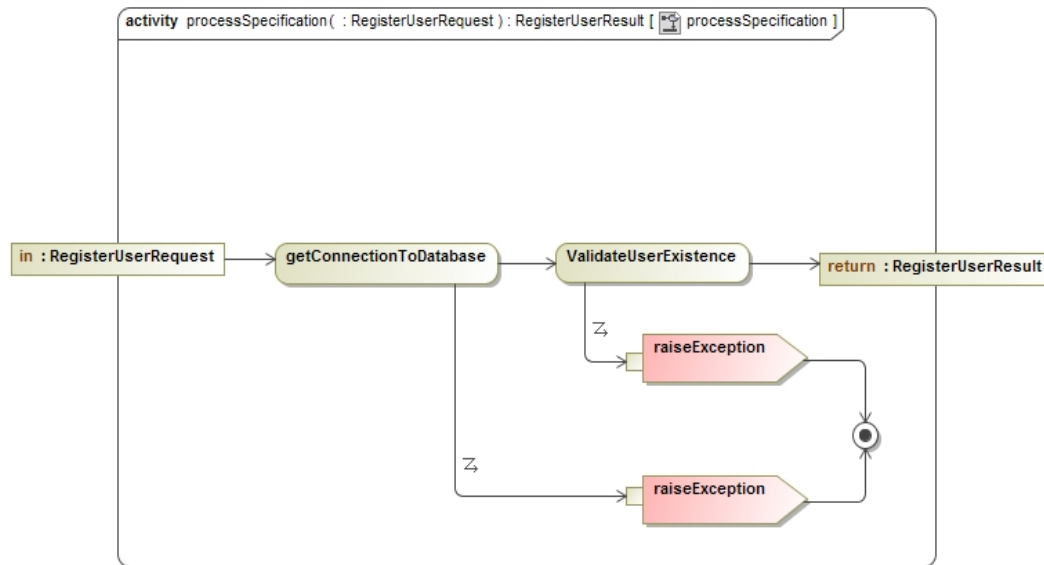 activity processSpecification( : RegisterUserRequest ) : RegisterUserResult [ processSpecification ]
in : RegisterUserRequest
getConnectionToDatabase
ValidateUserExistence
return : RegisterUserResult
raiseException
raiseException